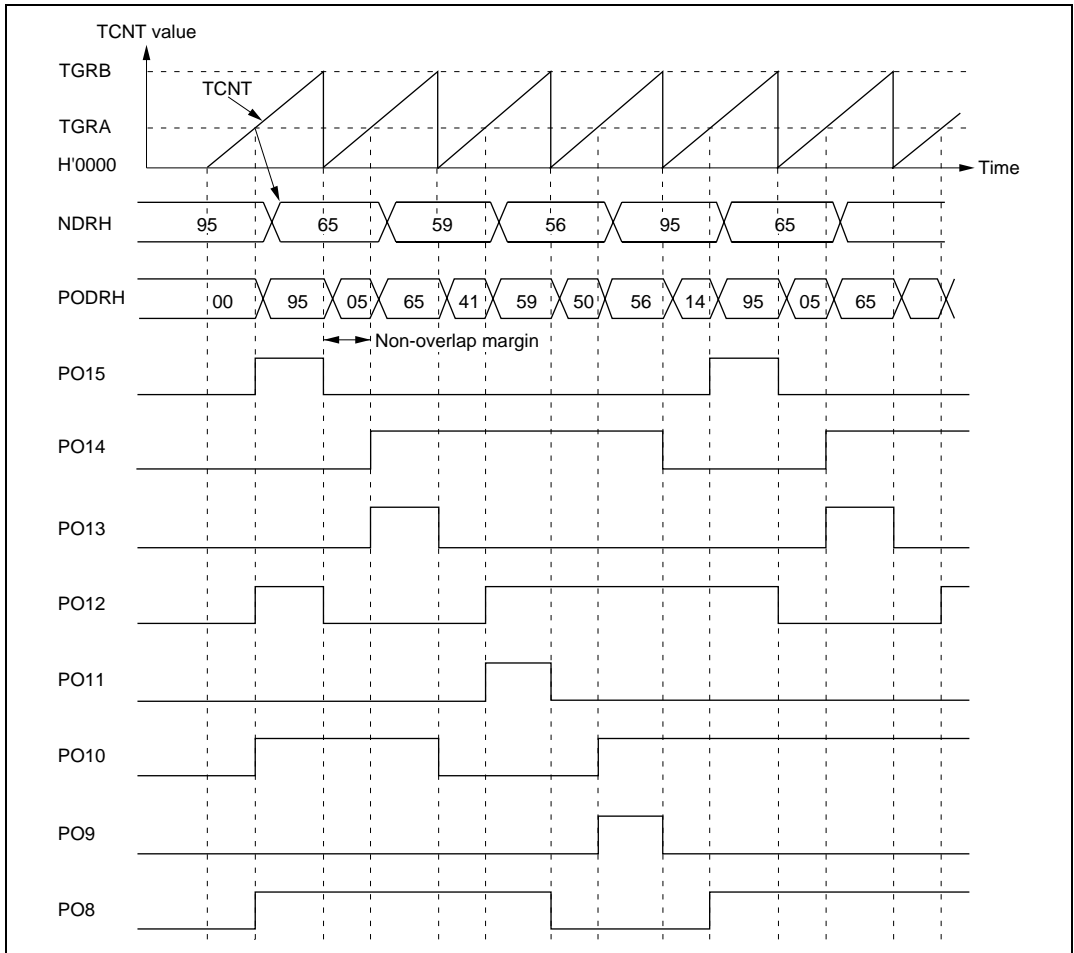 TCNT value
TGRB
TCNT
TGRA
H'0000
Time
NDRH 95 65 59 56 95 65
PODRH 00 95 05 65 41 59 50 56 14 95 05 65
Non-overlap margin
PO15
PO14
PO13
PO12
PO11
PO10
PO9
PO8